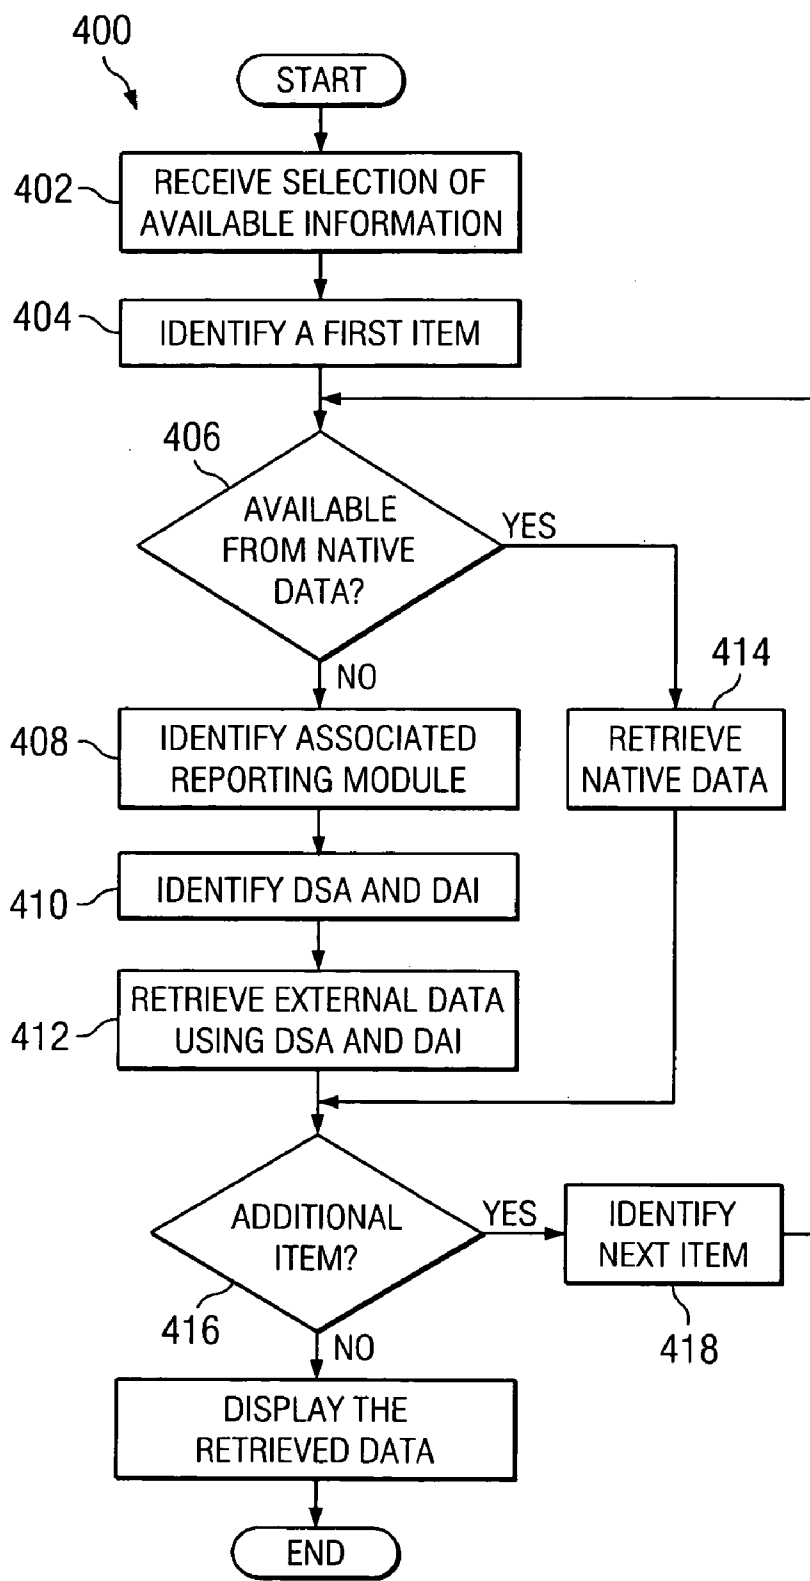 400
START
402
RECEIVE SELECTION OF
AVAILABLE INFORMATION
404
IDENTIFY A FIRST ITEM
406
AVAILABLE
FROM NATIVE
DATA?
YES
NO
414
408
IDENTIFY ASSOCIATED
REPORTING MODULE
RETRIEVE
NATIVE DATA
410
IDENTIFY DSA AND DAI
412
RETRIEVE EXTERNAL DATA
USING DSA AND DAI
ADDITIONAL
ITEM?
YES
IDENTIFY
NEXT ITEM
416
418
NO
DISPLAY THE
RETRIEVED DATA
END